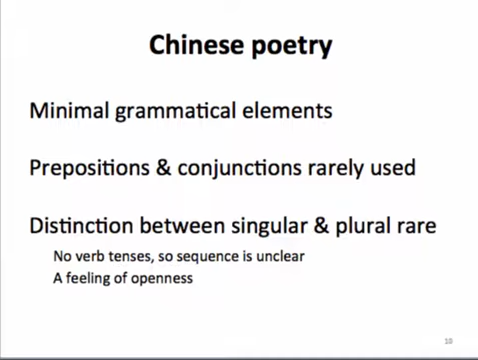 Chinese poetry
Minimal grammatical elements
Prepositions & conjunctions rarely used
Distinction between singular & plural rare
No verb tenses, so sequence is unclear
A feeling of openness
10